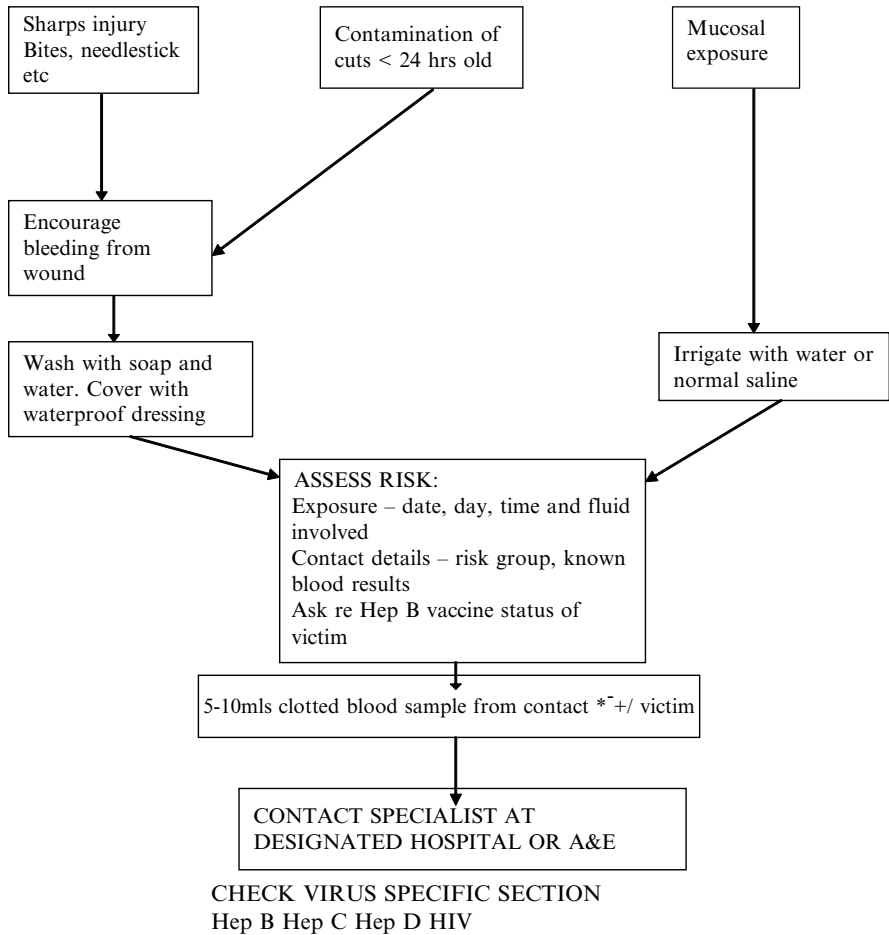 Sharps injury
Bites, needlestick
etc
Contamination of
cuts < 24 hrs old
Mucosal
exposure
Encourage
bleeding from
wound
Wash with soap and
water. Cover with
waterproof dressing
Irrigate with water or
normal saline
ASSESS RISK:
Exposure – date, day, time and fluid
involved
Contact details – risk group, known
blood results
Ask re Hep B vaccine status of
victim
5-10mls clotted blood sample from contact *-+/ victim
CONTACT SPECIALIST AT
DESIGNATED HOSPITAL OR A&E
CHECK VIRUS SPECIFIC SECTION
Hep B Hep C Hep D HIV